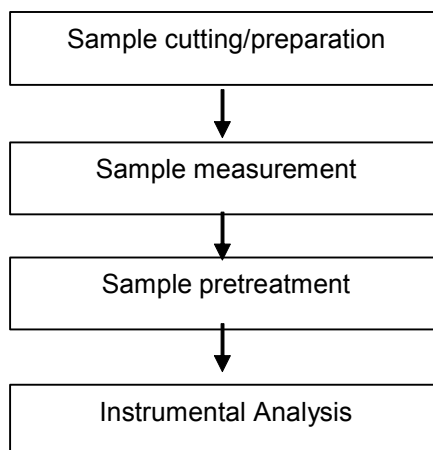 Sample cutting/preparation
Sample measurement
Sample pretreatment
Instrumental Analysis